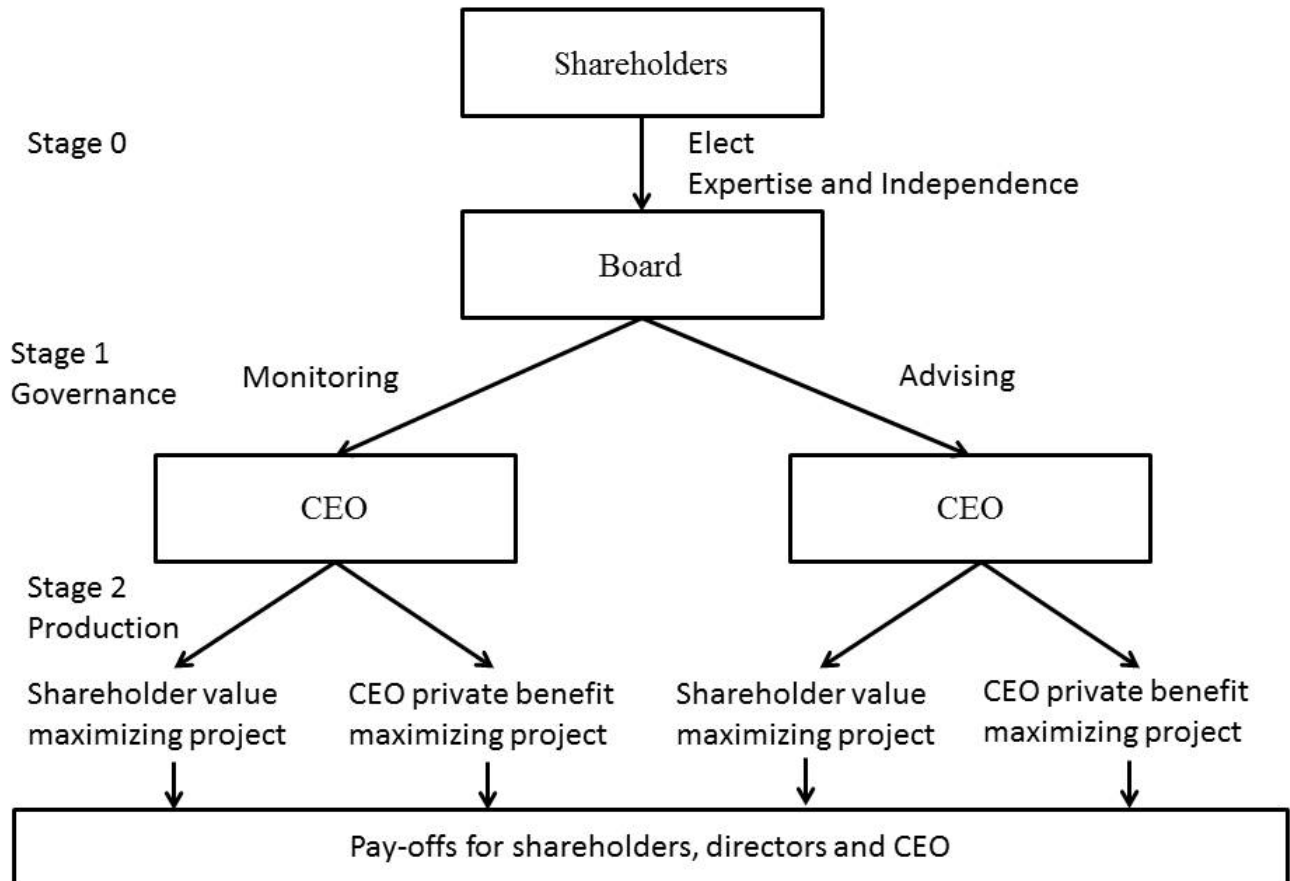 Shareholders
Stage 0
Elect
Expertise and Independence
Board
Stage 1
Governance
Monitoring
Advising
CEO
CEO
Stage 2
Production
Shareholder value
maximizing project
CEO private benefit
maximizing project
Shareholder value
maximizing project
CEO private benefit
maximizing project
Pay-offs for shareholders, directors and CEO